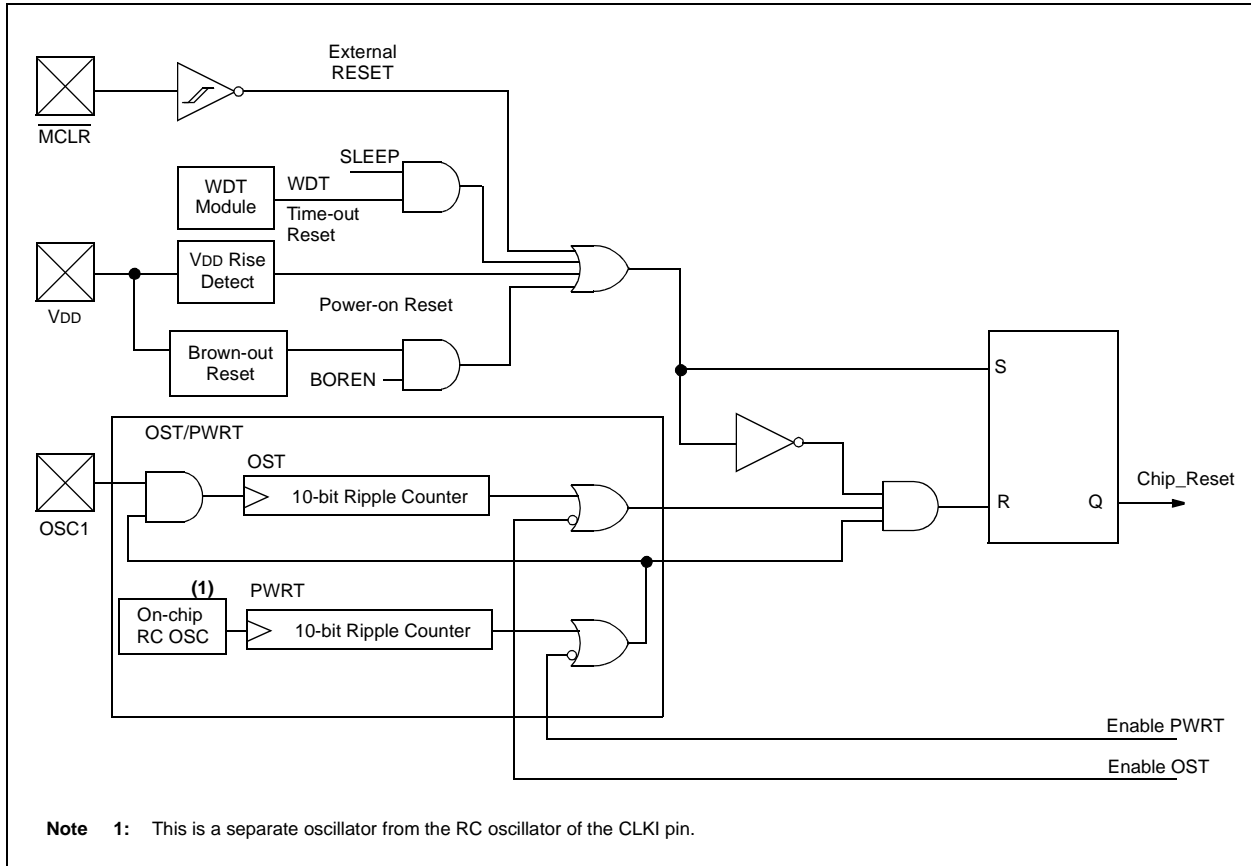 External
RESET
MCLR
SLEEP
WDT
Module
WDT
Time-out
Reset
VDD Rise
Detect
VDD
Power-on Reset
Brown-out
Reset
BOREN
S
OST/PWRT
OST
10-bit Ripple Counter
OSC1
Chip_Reset
R
Q
(1)
PWRT
On-chip
RC OSC
10-bit Ripple Counter
Enable PWRT
Enable OST
Note 1: This is a separate oscillator from the RC oscillator of the CLKI pin.